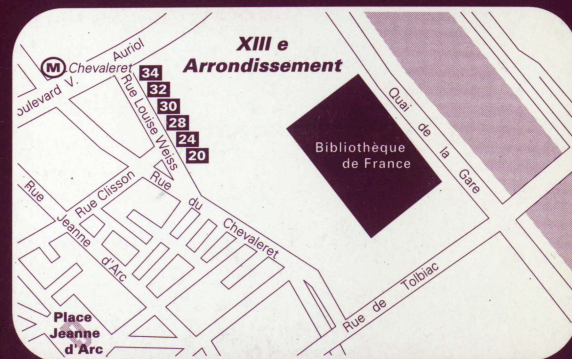 XIII e
Arrondissement
Auriol
M Chevaleret
oulevard V.
34
32
30
28
24
20
Rue Louise Weiss
Quai de la Gare
Bibliothèque
de France
Rue Clisson
Rue du Chevaleret
Rue Jeanne d'Arc
Rue de Tolbiac
Place
Jeanne
d'Arc